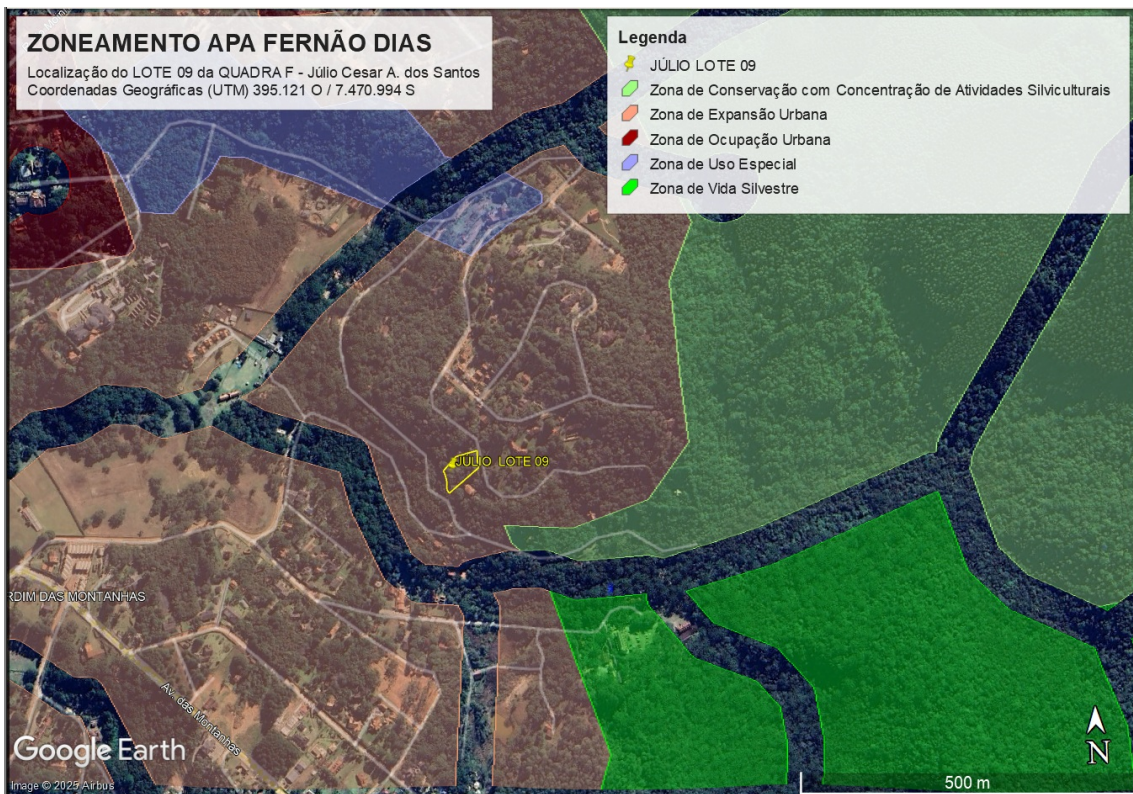 ZONEAMENTO APA FERNÃO DIAS
Localização do LOTE 09 da QUADRA F - Júlio Cesar A. dos Santos
Coordenadas Geográficas (UTM) 395.121 O / 7.470.994 S
Legenda
JÚLIO LOTE 09
Zona de Conservação com Concentração de Atividades Silviculturais
Zona de Expansão Urbana
Zona de Ocupação Urbana
Zona de Uso Especial
Zona de Vida Silvestre
JÚLIO LOTE 09
RDIM DAS MONTANHAS
Av. das Montanhas
Google Earth
Image © 2025 Airbus
N
500 m